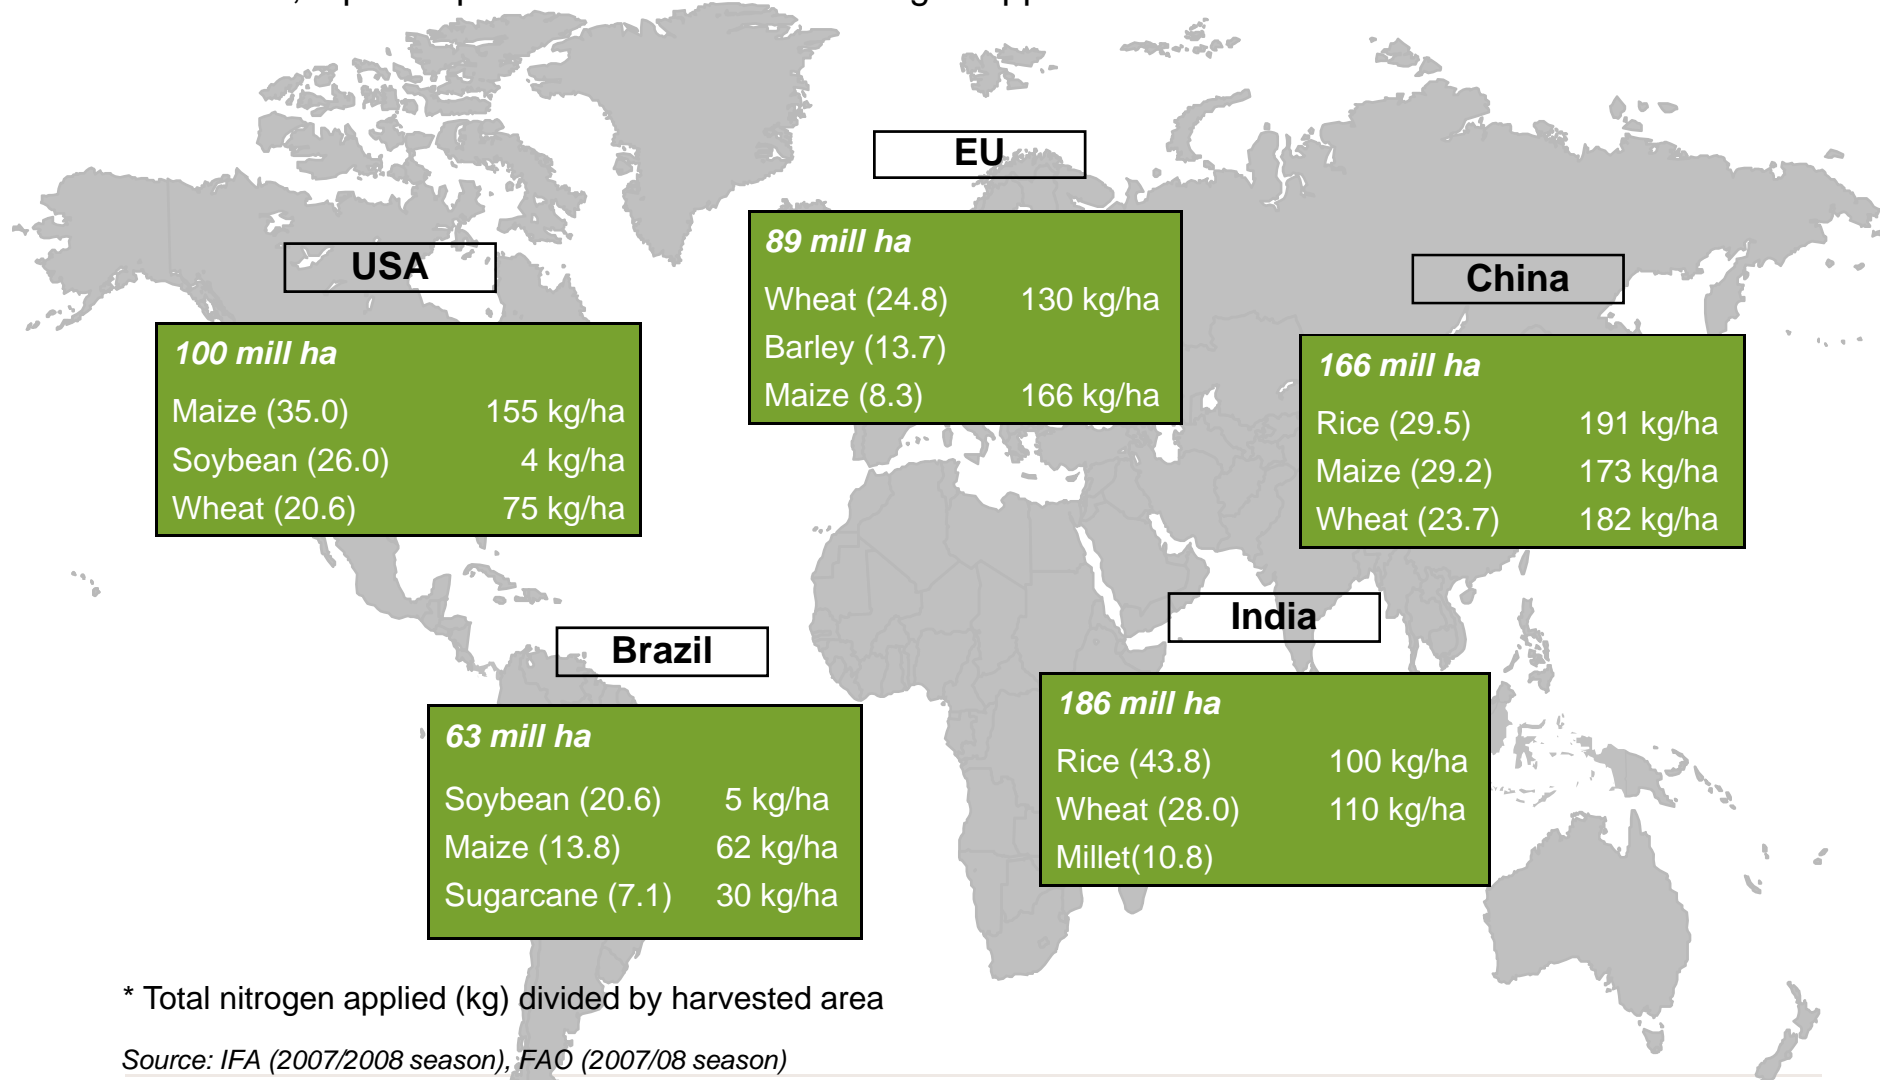 EU
89 mill ha
Wheat (24.8) 130 kg/ha
Barley (13.7)
Maize (8.3) 166 kg/ha
USA
100 mill ha
Maize (35.0) 155 kg/ha
Soybean (26.0) 4 kg/ha
Wheat (20.6) 75 kg/ha
China
166 mill ha
Rice (29.5) 191 kg/ha
Maize (29.2) 173 kg/ha
Wheat (23.7) 182 kg/ha
Brazil
63 mill ha
Soybean (20.6) 5 kg/ha
Maize (13.8) 62 kg/ha
Sugarcane (7.1) 30 kg/ha
India
186 mill ha
Rice (43.8) 100 kg/ha
Wheat (28.0) 110 kg/ha
Millet(10.8)
* Total nitrogen applied (kg) divided by harvested area
Source: IFA (2007/2008 season), FAO (2007/08 season)